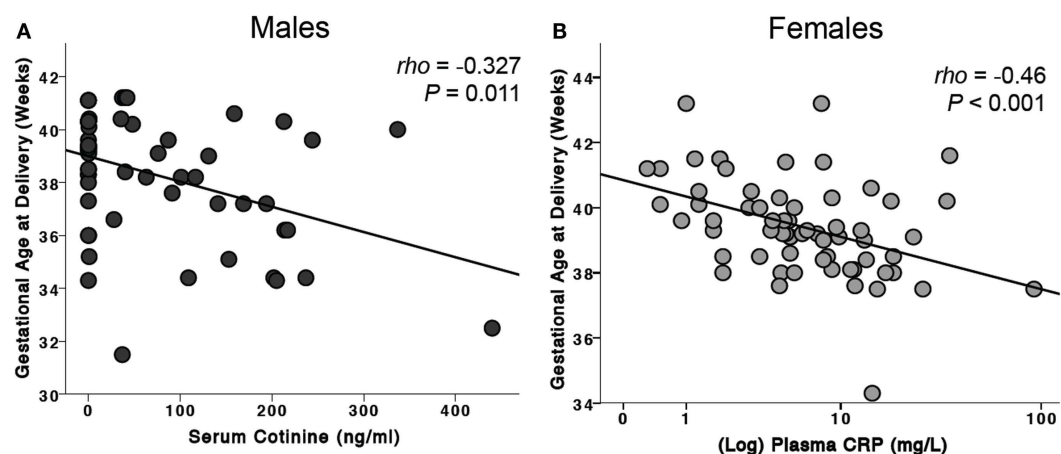 A
Males
rho = -0.327
P = 0.011
Gestational Age at Delivery (Weeks)
42
40
38
36
34
32
30
0 100 200 300 400
Serum Cotinine (ng/ml)
B
Females
rho = -0.46
P < 0.001
Gestational Age at Delivery (Weeks)
44
42
40
38
36
34
0 1 10 100
(Log) Plasma CRP (mg/L)